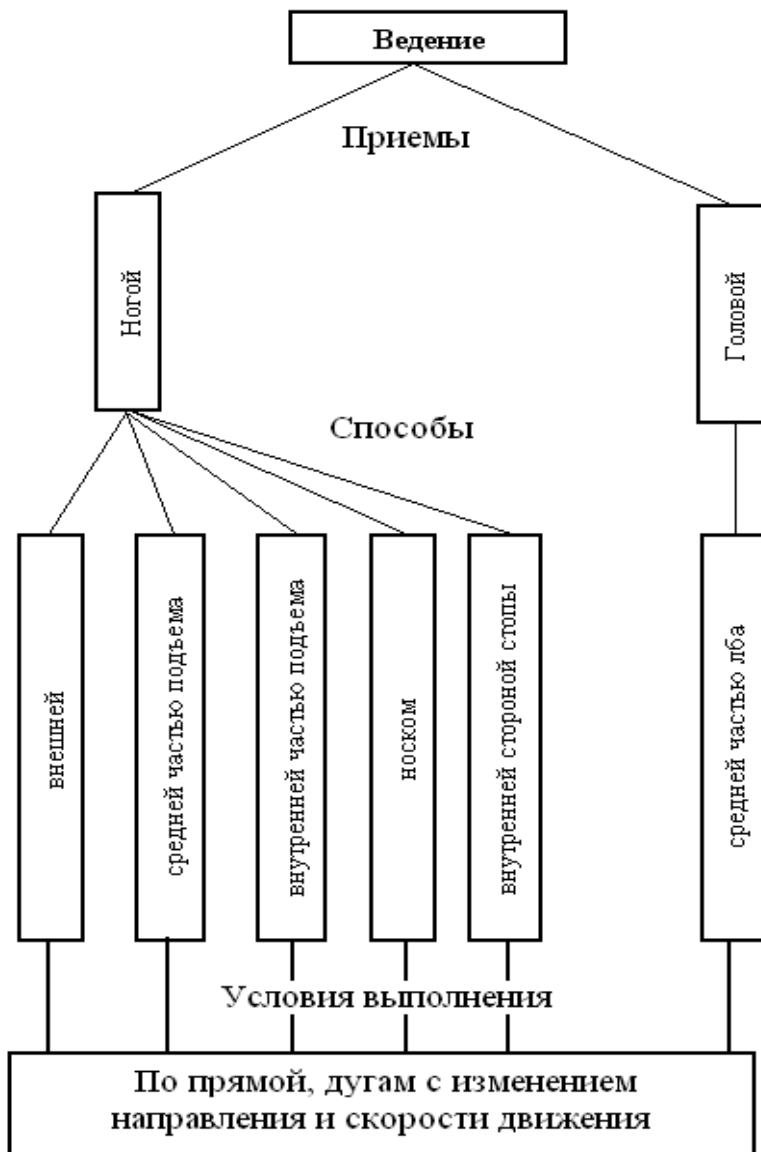 Ведение
Приемы
Ногой
Головой
Способы
внешней
средней частью подъема
внутренней частью подъема
носком
внутренней стороной стопы
средней частью лба
Условия выполнения
По прямой, дугам с изменением
направления и скорости движения